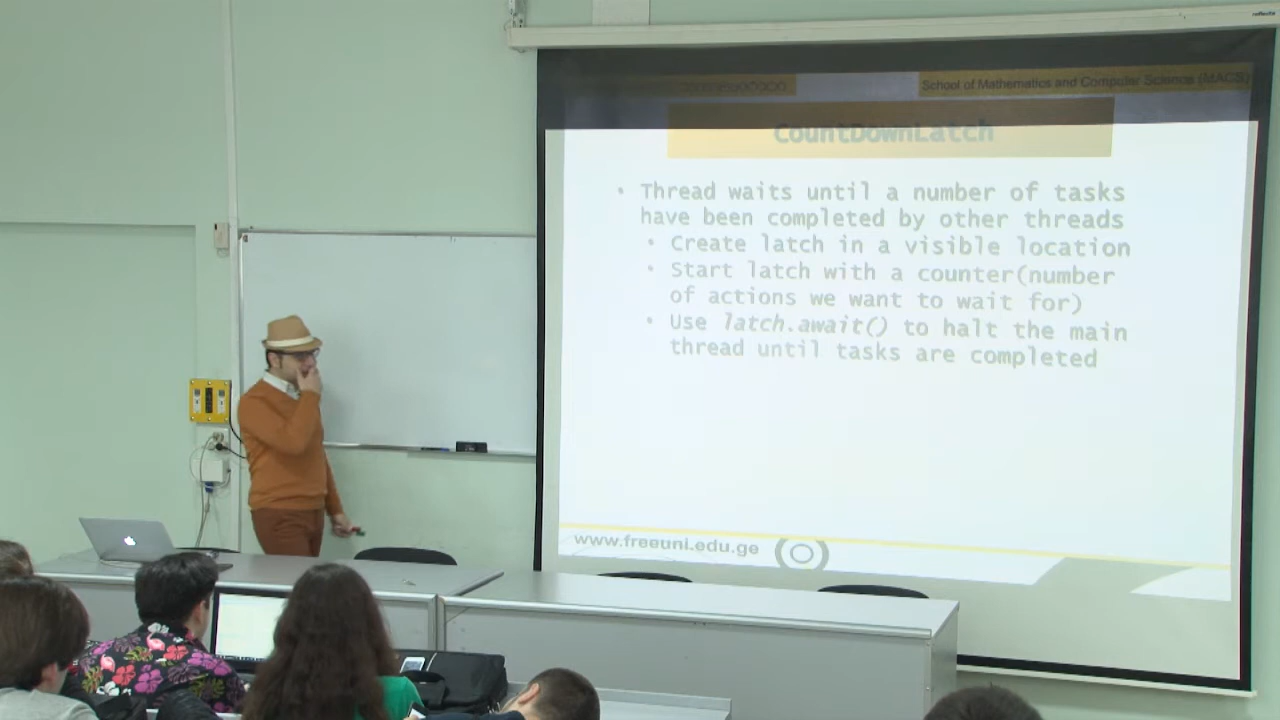 School of Mathematics and Computer Science (MACS)
CountDownLatch
• Thread waits until a number of tasks
have been completed by other threads
• Create latch in a visible location
• Start latch with a counter(number
of actions we want to wait for)
• Use latch.await() to halt the main
thread until tasks are completed
www.freeuni.edu.ge